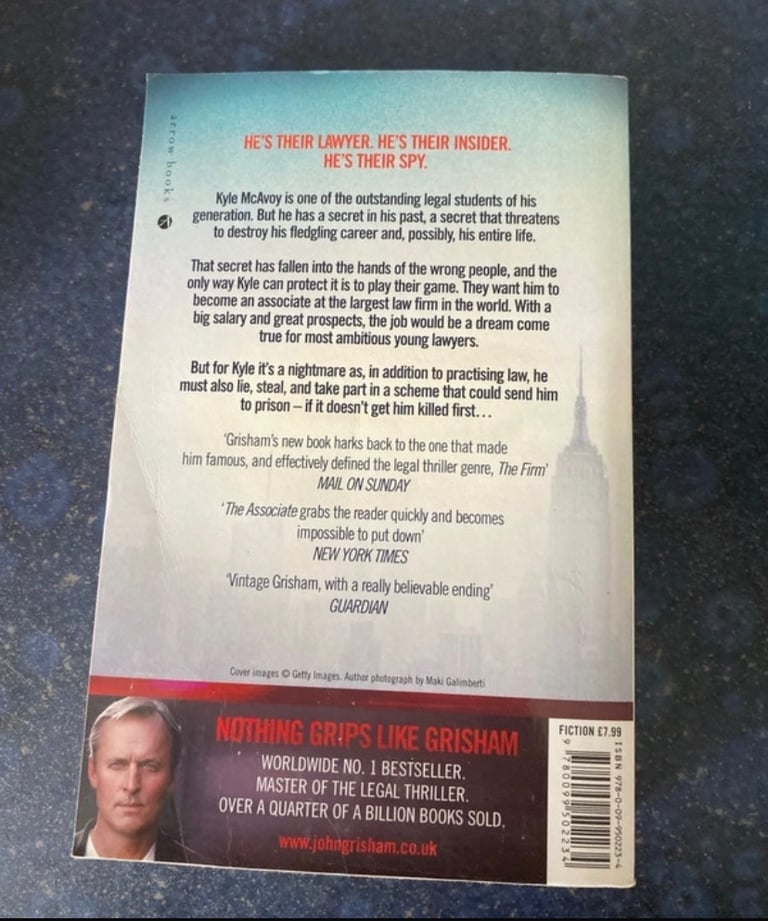 arrow books
HE'S THEIR LAWYER. HE'S THEIR INSIDER.
HE'S THEIR SPY.
Kyle McAvoy is one of the outstanding legal students of his
generation. But he has a secret in his past, a secret that threatens
to destroy his fledgling career and, possibly, his entire life.
That secret has fallen into the hands of the wrong people, and the
only way Kyle can protect it is to play their game. They want him to
become an associate at the largest law firm in the world. With a
big salary and great prospects, the job would be a dream come
true for most ambitious young lawyers.
But for Kyle it's a nightmare as, in addition to practising law, he
must also lie, steal, and take part in a scheme that could send him
to prison – if it doesn't get him killed first...
'Grisham's new book harks back to the one that made
him famous, and effectively defined the legal thriller genre, The Firm'
MAIL ON SUNDAY
'The Associate grabs the reader quickly and becomes
impossible to put down'
NEW YORK TIMES
'Vintage Grisham, with a really believable ending'
GUARDIAN
Cover images © Getty Images. Author photograph by Maki Galimberti
NOTHING GRIPS LIKE GRISHAM
WORLDWIDE NO. 1 BESTSELLER.
MASTER OF THE LEGAL THRILLER.
OVER A QUARTER OF A BILLION BOOKS SOLD.
www.johngrisham.co.uk
FICTION £7.99
ISBN 978-0-09-950223-4
9 780099 502234